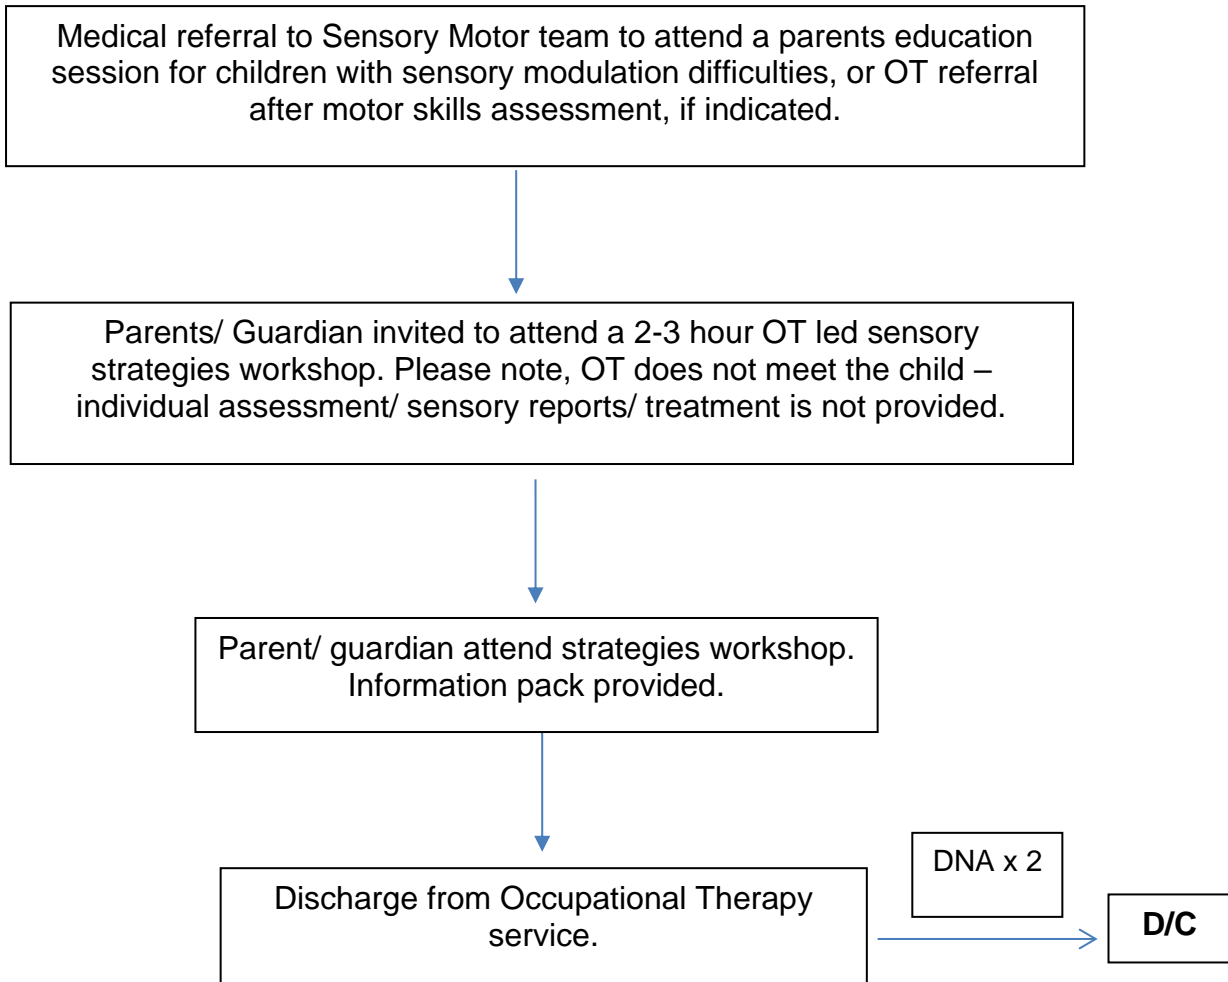 Medical referral to Sensory Motor team to attend a parents education
session for children with sensory modulation difficulties, or OT referral
after motor skills assessment, if indicated.
Parents/ Guardian invited to attend a 2-3 hour OT led sensory
strategies workshop. Please note, OT does not meet the child –
individual assessment/ sensory reports/ treatment is not provided.
Parent/ guardian attend strategies workshop.
Information pack provided.
Discharge from Occupational Therapy
service.
DNA x 2
D/C